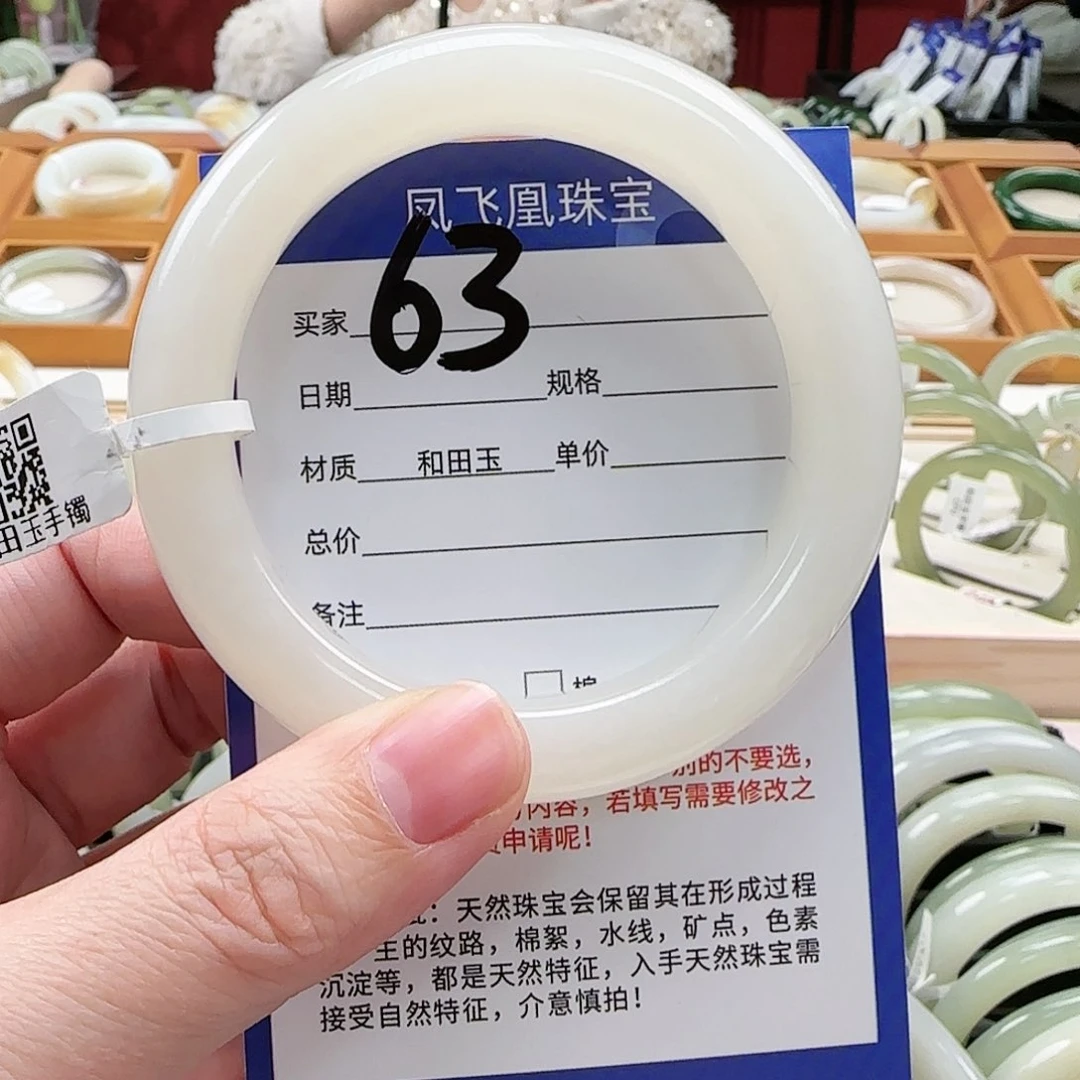 凤飞凰珠宝
63
买家
日期 规格
材质 和田玉 单价
总价
备注
田玉手镯
别的不要选，
内容，若填写需要修改之
申请呢！
：天然珠宝会保留其在形成过程
的纹路，棉絮，水线，矿点，色素
沉淀等，都是天然特征，入手天然珠宝需
接受自然特征，介意慎拍！